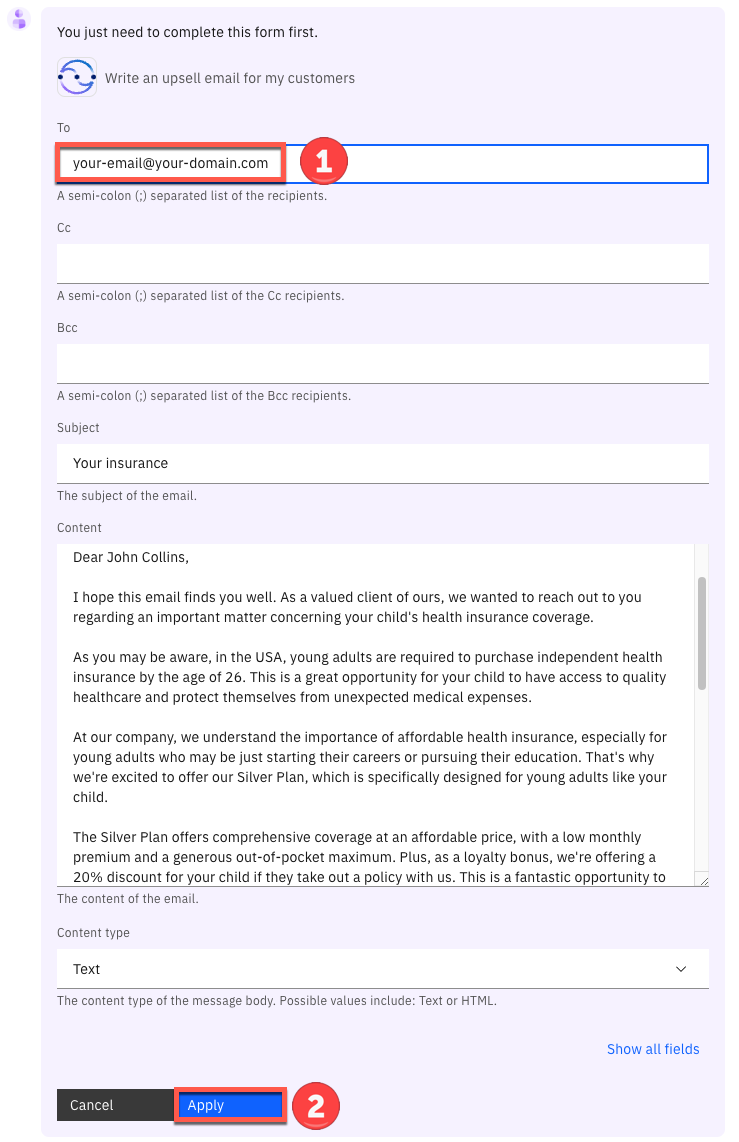 You just need to complete this form first.
Write an upsell email for my customers
To
your-email@your-domain.com
1
A semi-colon (;) separated list of the recipients.
Cc
A semi-colon (;) separated list of the Cc recipients.
Bcc
A semi-colon (;) separated list of the Bcc recipients.
Subject
Your insurance
The subject of the email.
Content
Dear John Collins,
I hope this email finds you well. As a valued client of ours, we wanted to reach out to you
regarding an important matter concerning your child's health insurance coverage.
As you may be aware, in the USA, young adults are required to purchase independent health
insurance by the age of 26. This is a great opportunity for your child to have access to quality
healthcare and protect themselves from unexpected medical expenses.
At our company, we understand the importance of affordable health insurance, especially for
young adults who may be just starting their careers or pursuing their education. That's why
we're excited to offer our Silver Plan, which is specifically designed for young adults like your
child.
The Silver Plan offers comprehensive coverage at an affordable price, with a low monthly
premium and a generous out-of-pocket maximum. Plus, as a loyalty bonus, we're offering a
20% discount for your child if they take out a policy with us. This is a fantastic opportunity to
The content of the email.
Content type
Text
The content type of the message body. Possible values include: Text or HTML.
Show all fields
Cancel
Apply
2